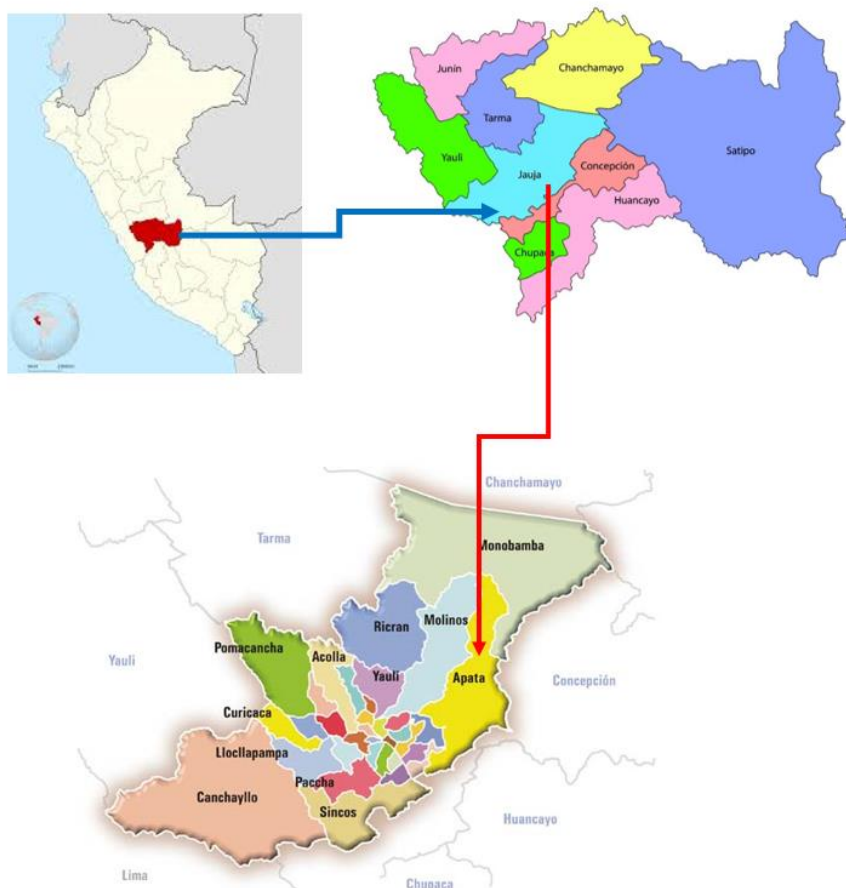 Junín
Chanchamayo
Tarma
Yauli
Jauja
Concepción
Satipo
Huancayo
Chupaca
Chanchamayo
Tarma
Monobamba
Ricran
Molinos
Pomacancha
Acolla
Yauli
Yauli
Apata
Concepción
Curicaca
Llocllapampa
Paccha
Canchayllo
Sincos
Huancayo
Lima
Chupaca